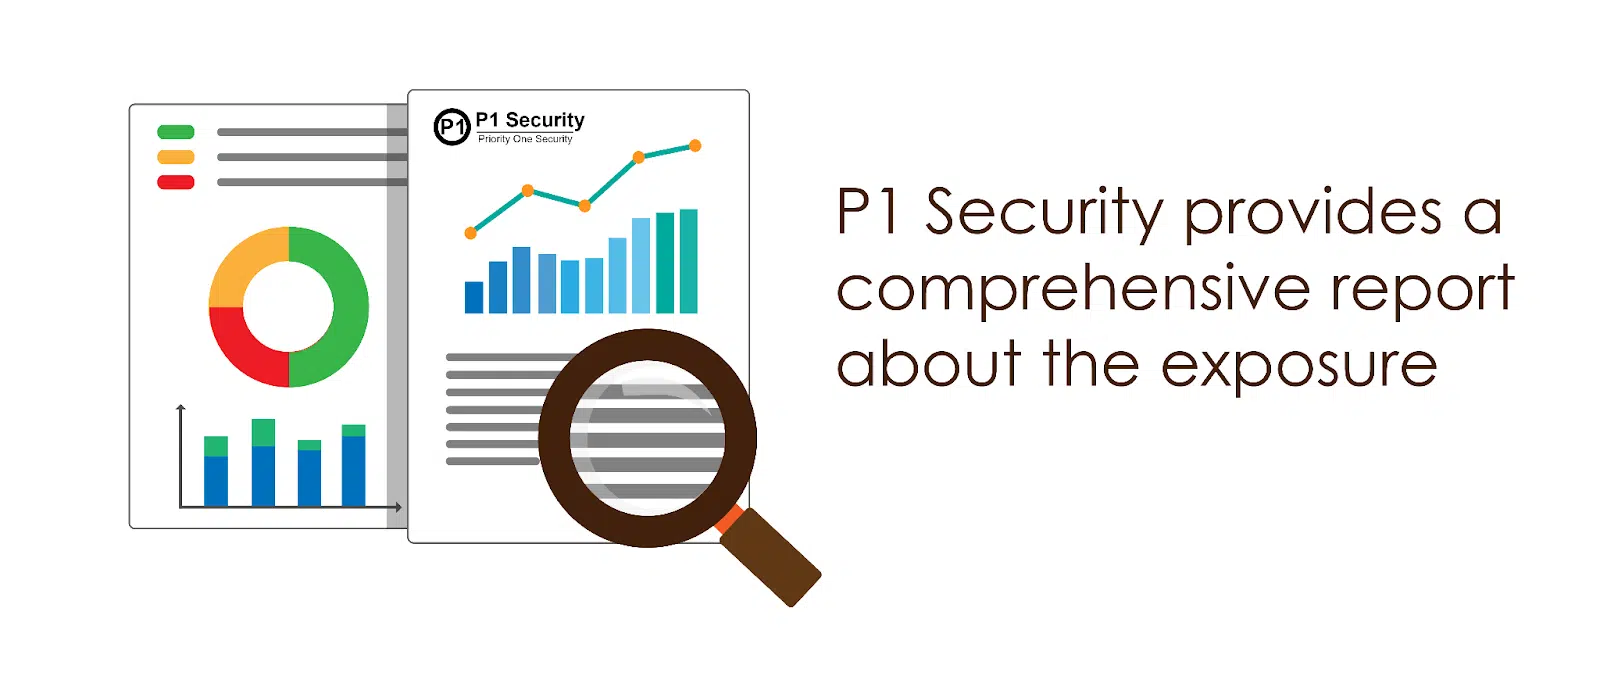 P1
P1 Security
Priority One Security
P1 Security provides a
comprehensive report
about the exposure